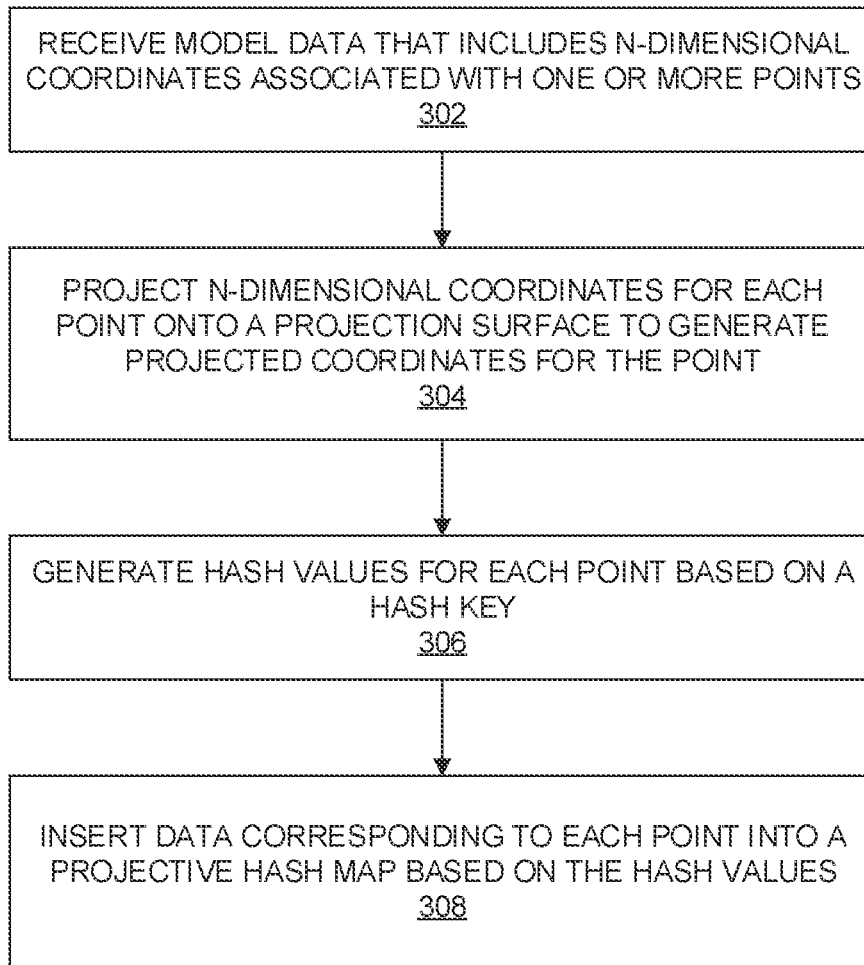 RECEIVE MODEL DATA THAT INCLUDES N-DIMENSIONAL
COORDINATES ASSOCIATED WITH ONE OR MORE POINTS
302
PROJECT N-DIMENSIONAL COORDINATES FOR EACH
POINT ONTO A PROJECTION SURFACE TO GENERATE
PROJECTED COORDINATES FOR THE POINT
304
GENERATE HASH VALUES FOR EACH POINT BASED ON A
HASH KEY
306
INSERT DATA CORRESPONDING TO EACH POINT INTO A
PROJECTIVE HASH MAP BASED ON THE HASH VALUES
308